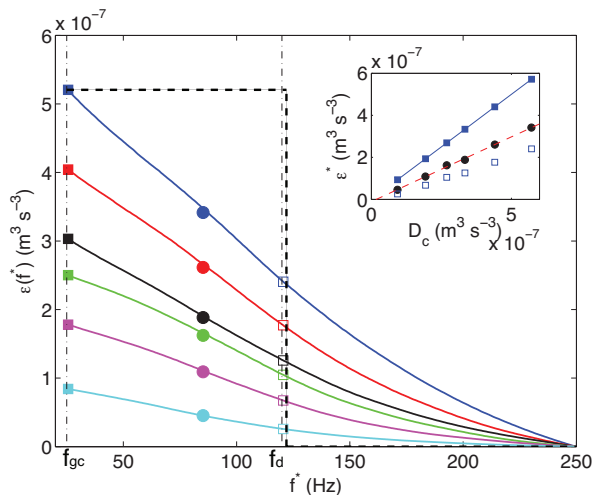 x 10⁻⁷
6
5
4
3
2
1
0
ε(f*) (m³ s⁻³)
f_gc
50
100
f_d
150
200
250
f* (Hz)
x 10⁻⁷
6
4
2
0
ε* (m³ s⁻³)
0
5
D_c (m³ s⁻³)
x 10⁻⁷